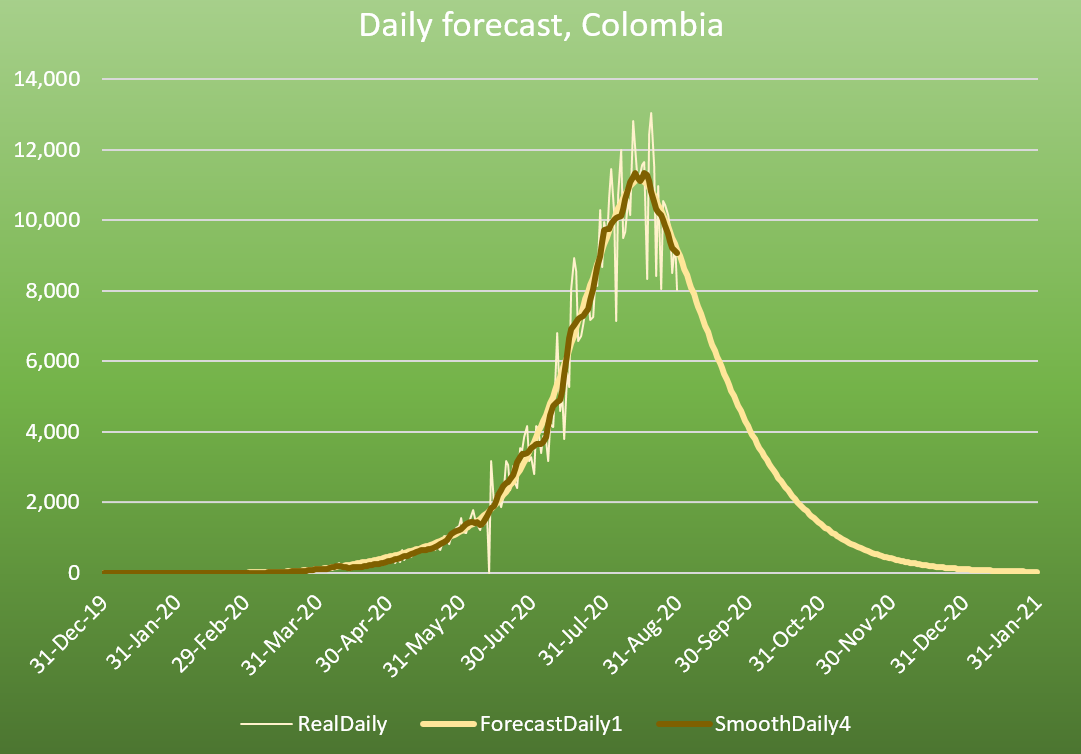 Daily forecast, Colombia
14,000
12,000
10,000
8,000
6,000
4,000
2,000
0
31-Dec-19
31-Jan-20
29-Feb-20
31-Mar-20
30-Apr-20
31-May-20
30-Jun-20
31-Jul-20
31-Aug-20
30-Sep-20
31-Oct-20
30-Nov-20
31-Dec-20
31-Jan-21
RealDaily
ForecastDaily1
SmoothDaily4